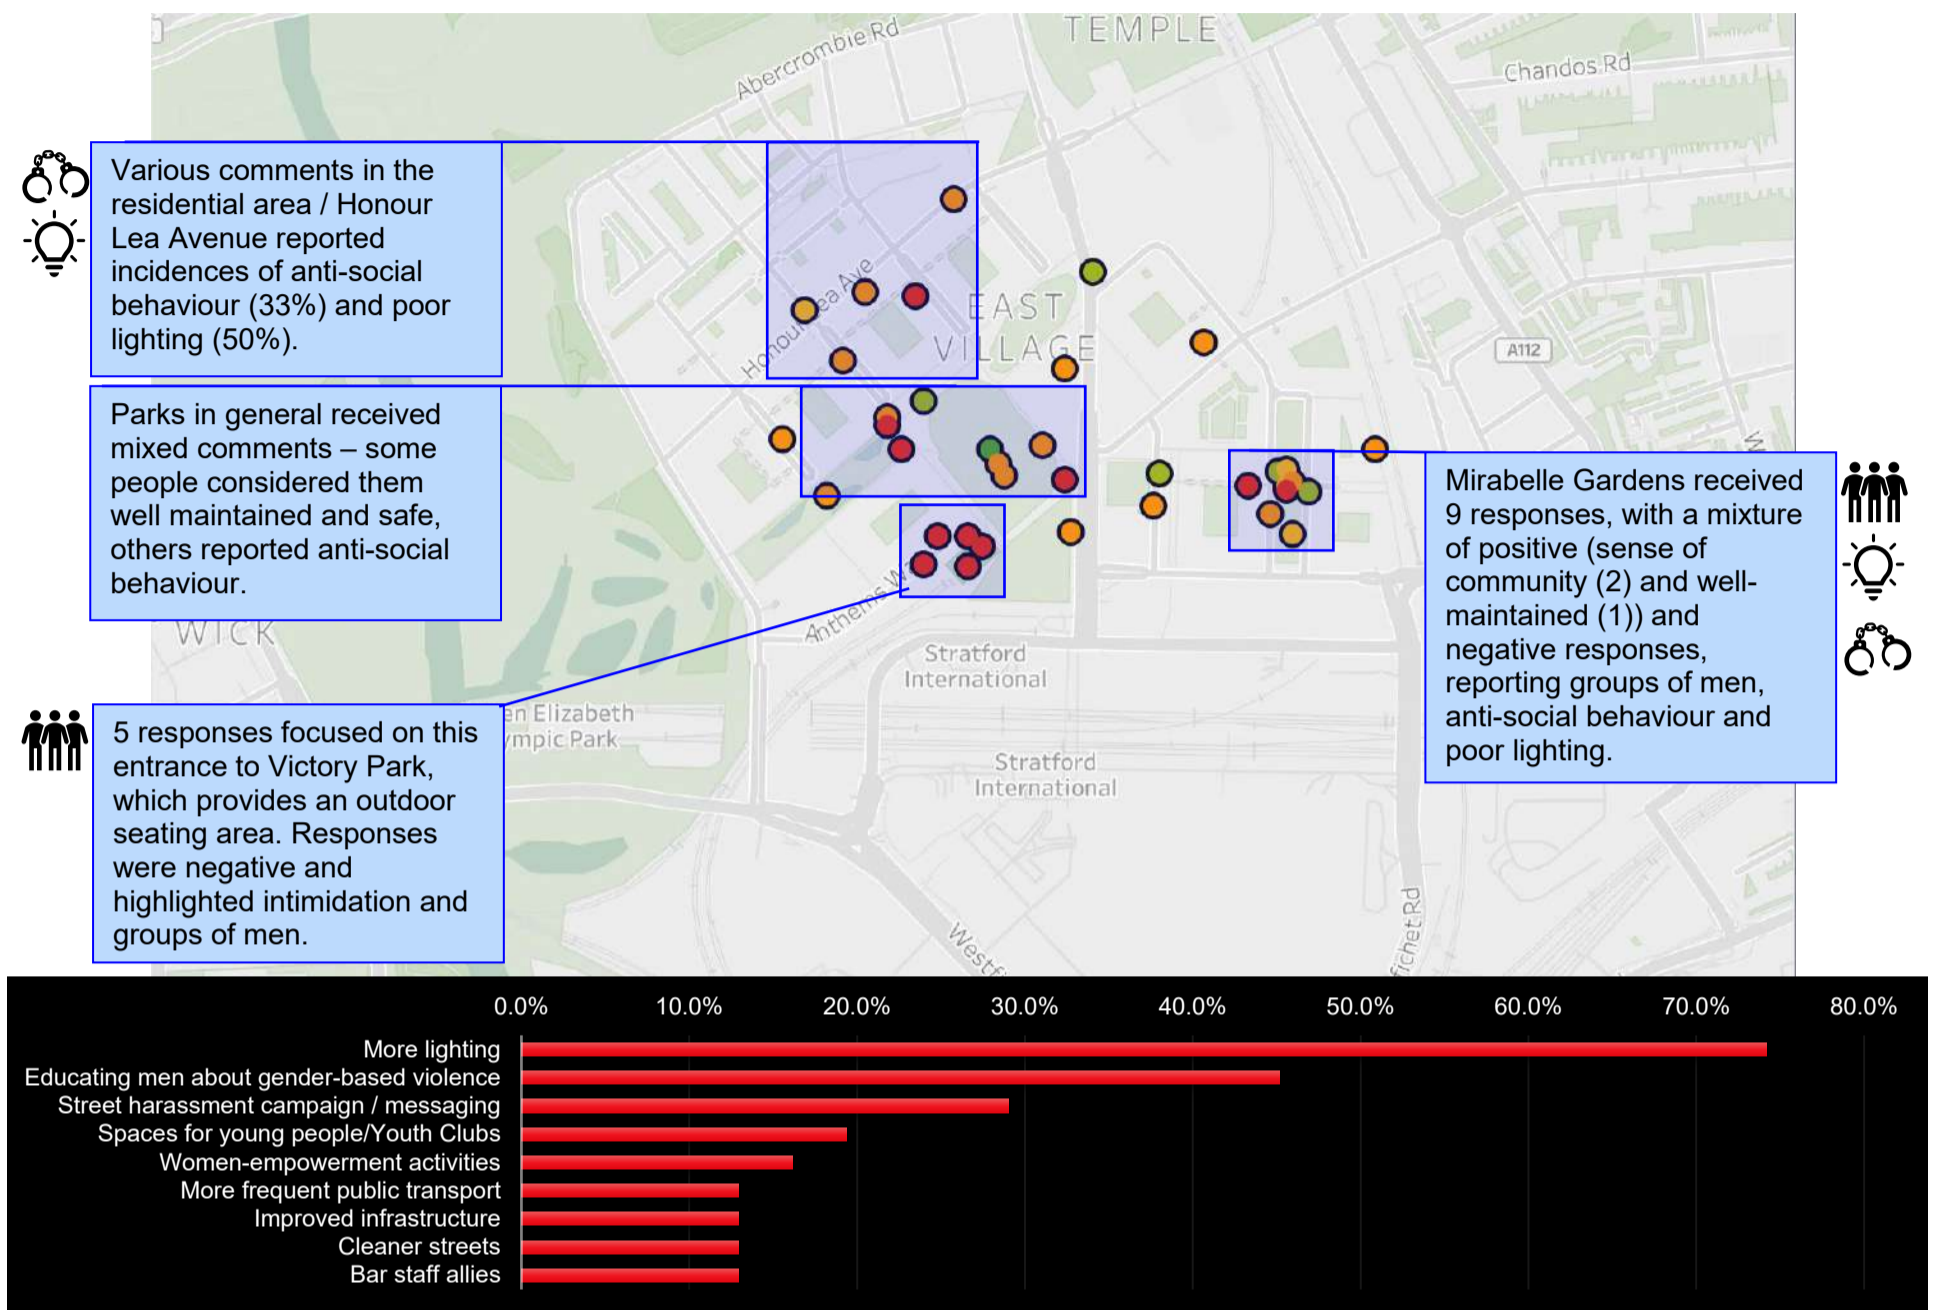 TEMPLE
Abercrombie Rd
Chandos Rd
Various comments in the
residential area / Honour
Lea Avenue reported
incidences of anti-social
behaviour (33%) and poor
lighting (50%).
EAST
VILLAGE
A112
Parks in general received
mixed comments – some
people considered them
well maintained and safe,
others reported anti-social
behaviour.
Mirabelle Gardens received
9 responses, with a mixture
of positive (sense of
community (2) and well-
maintained (1)) and
negative responses,
reporting groups of men,
anti-social behaviour and
poor lighting.
WICK
Stratford
International
5 responses focused on this
entrance to Victory Park,
which provides an outdoor
seating area. Responses
were negative and
highlighted intimidation and
groups of men.
en Elizabeth
ympic Park
Stratford
International
0.0% 10.0% 20.0% 30.0% 40.0% 50.0% 60.0% 70.0% 80.0%
More lighting
Educating men about gender-based violence
Street harassment campaign / messaging
Spaces for young people/Youth Clubs
Women-empowerment activities
More frequent public transport
Improved infrastructure
Cleaner streets
Bar staff allies